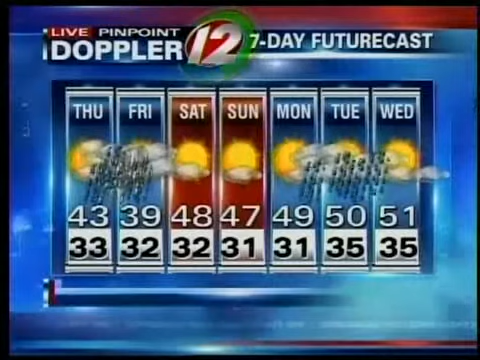 LIVE PINPOINT
DOPPLER 12 7-DAY FUTURECAST
THU FRI SAT SUN MON TUE WED
43 39 48 47 49 50 51
33 32 32 31 31 35 35